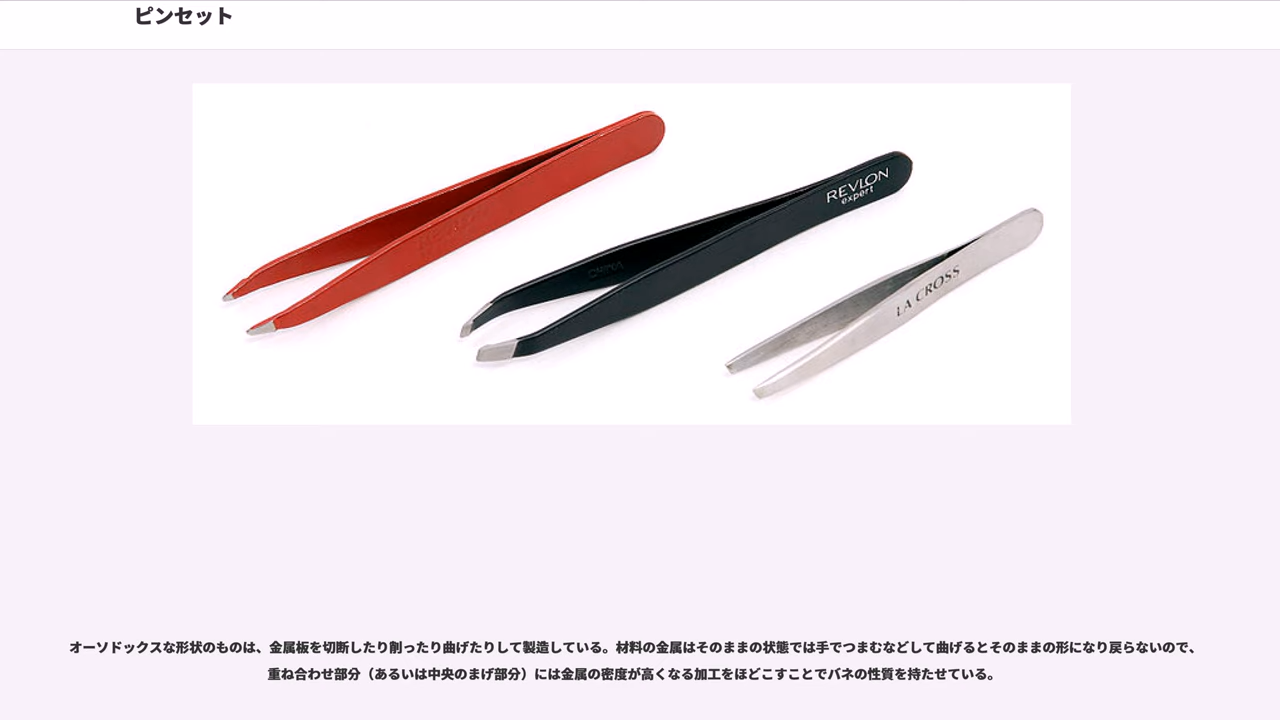 ピンセット
REVLON
expert
CHINA
LA CROSS
オーソドックスな形状のものは、金属板を切断したり削ったり曲げたりして製造している。材料の金属はそのままの状態では手でつまむなどして曲げるとそのままの形になり戻らないので、
重ね合わせ部分（あるいは中央のまげ部分）には金属の密度が高くなる加工をほどこすことでバネの性質を持たせている。